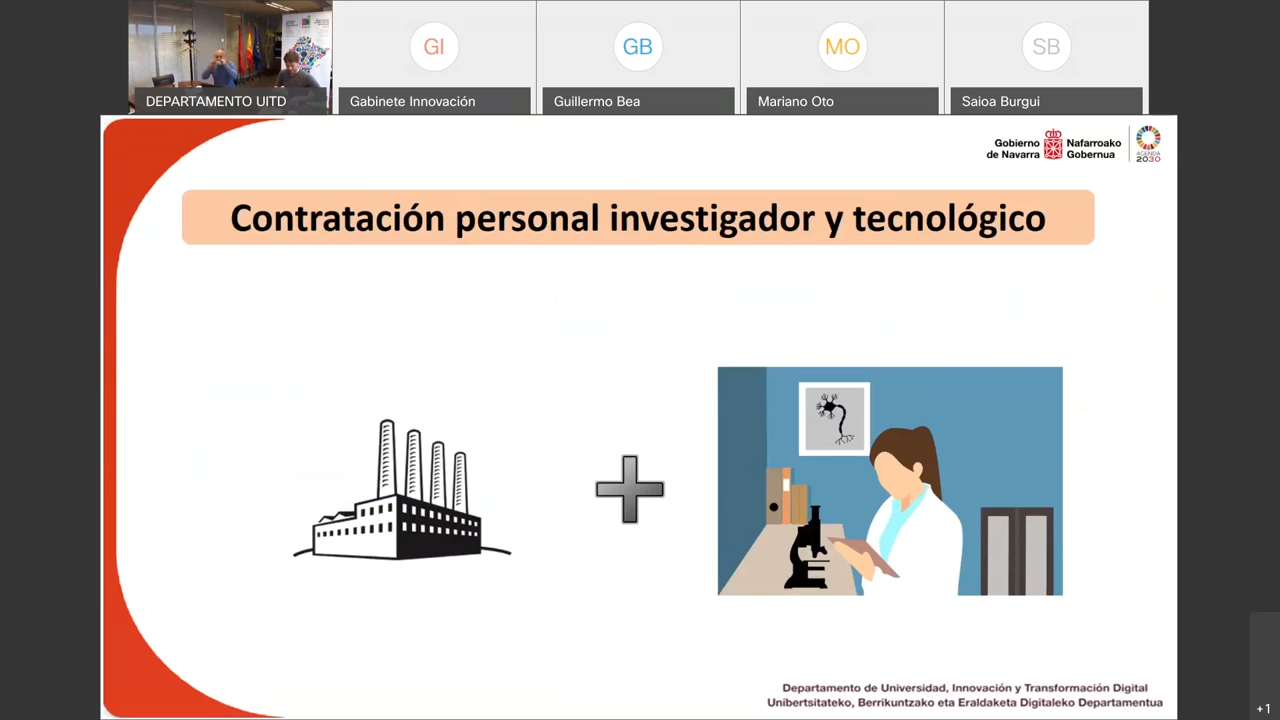 GI
GB
MO
SB
DEPARTAMENTO UITD
Gabinete Innovación
Guillermo Bea
Mariano Oto
Saioa Burgui
Gobierno de Navarra
Nafarroako Gobernua
AGENDA 2030
Contratación personal investigador y tecnológico
Departamento de Universidad, Innovación y Transformación Digital
Unibertsitateko, Berrikuntzako eta Eraldaketa Digitaleko Departamentua
+1